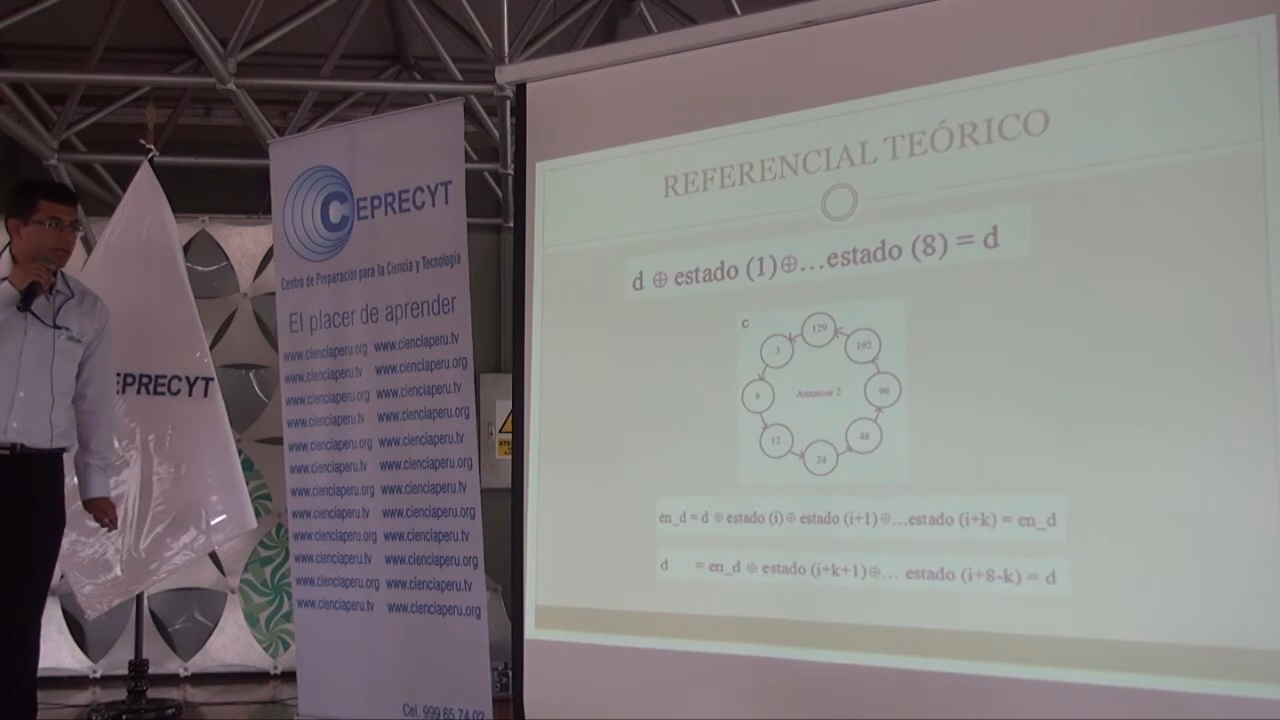 CEPRECYT
Centro de Preparación para la Ciencia y Tecnología
El placer de aprender
www.cienciaperu.org www.cienciaperu.tv
www.cienciaperu.tv www.cienciaperu.org
www.cienciaperu.org www.cienciaperu.tv
www.cienciaperu.tv www.cienciaperu.org
www.cienciaperu.org www.cienciaperu.tv
www.cienciaperu.tv www.cienciaperu.org
www.cienciaperu.org www.cienciaperu.tv
www.cienciaperu.tv www.cienciaperu.org
www.cienciaperu.org www.cienciaperu.tv
www.cienciaperu.tv www.cienciaperu.org
www.cienciaperu.org www.cienciaperu.tv
www.cienciaperu.tv www.cienciaperu.org
Cel. 999 65 74 02
EPRECYT
REFERENCIAL TEÓRICO
d ⊕ estado (1)⊕...estado (8) = d
C
129
3
192
6
Atractor 2
96
12
48
24
en_d = d ⊕ estado (i)⊕ estado (i+1)⊕...estado (i+k) = en_d
d = en_d ⊕ estado (i+k+1)⊕... estado (i+8-k) = d